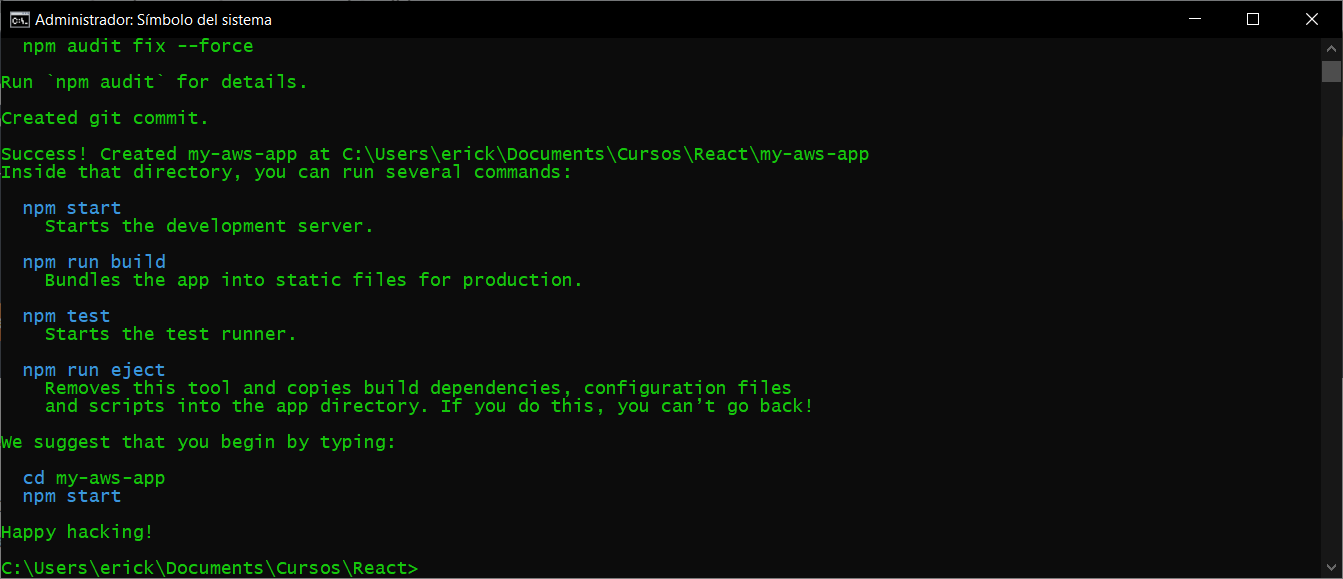 Administrador: Símbolo del sistema
npm audit fix --force
Run `npm audit` for details.
Created git commit.
Success! Created my-aws-app at C:\Users\erick\Documents\Cursos\React\my-aws-app
Inside that directory, you can run several commands:
npm start
Starts the development server.
npm run build
Bundles the app into static files for production.
npm test
Starts the test runner.
npm run eject
Removes this tool and copies build dependencies, configuration files
and scripts into the app directory. If you do this, you can’t go back!
We suggest that you begin by typing:
cd my-aws-app
npm start
Happy hacking!
C:\Users\erick\Documents\Cursos\React>